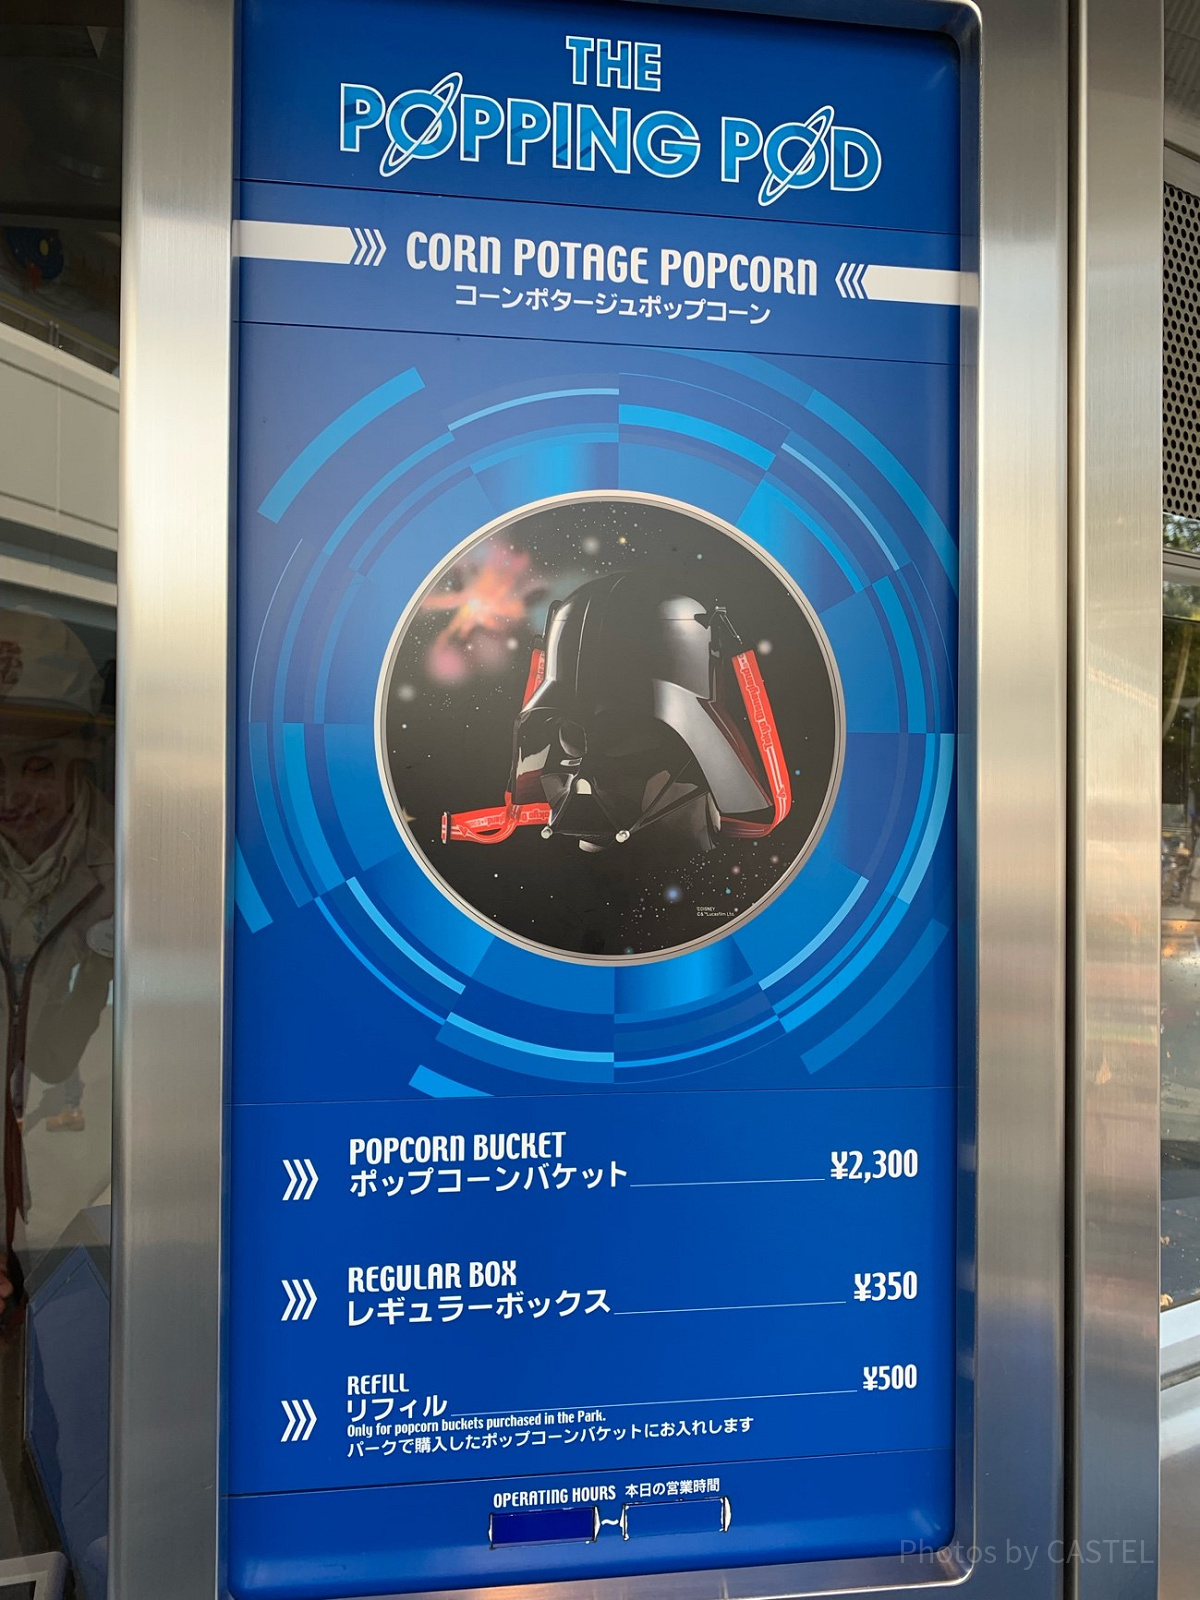 THE
POPPING POD
CORN POTAGE POPCORN
コーンポタージュポップコーン
©DISNEY
©&™Lucasfilm Ltd.
POPCORN BUCKET
ポップコーンバケット ¥2,300
REGULAR BOX
レギュラーボックス ¥350
REFILL
リフィル ¥500
Only for popcorn buckets purchased in the Park.
パークで購入したポップコーンバケットにお入れします
OPERATING HOURS 本日の営業時間
~
Photos by CASTEL